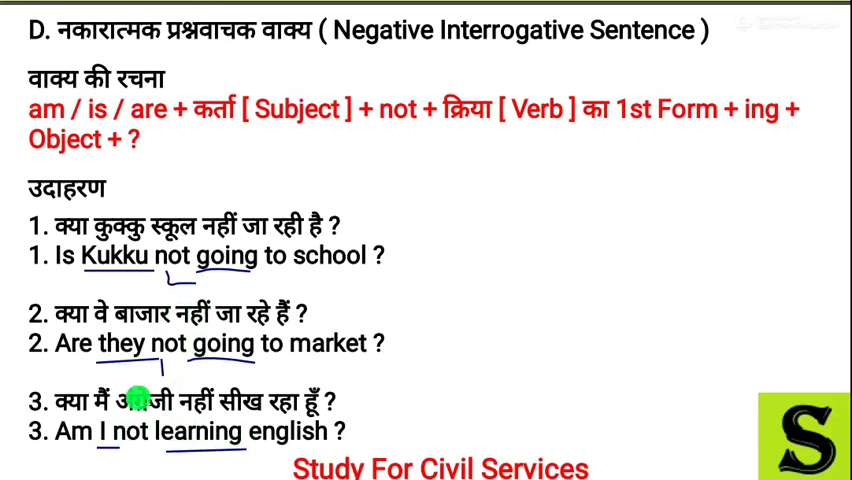 D. नकारात्मक प्रश्नवाचक वाक्य ( Negative Interrogative Sentence )
वाक्य की रचना
am / is / are + कर्ता [ Subject ] + not + क्रिया [ Verb ] का 1st Form + ing +
Object + ?
उदाहरण
1. क्या कुक्कु स्कूल नहीं जा रही है ?
1. Is Kukku not going to school ?
2. क्या वे बाजार नहीं जा रहे हैं ?
2. Are they not going to market ?
3. क्या मैं अंग्रेजी नहीं सीख रहा हूँ ?
3. Am I not learning english ?
Study For Civil Services
S